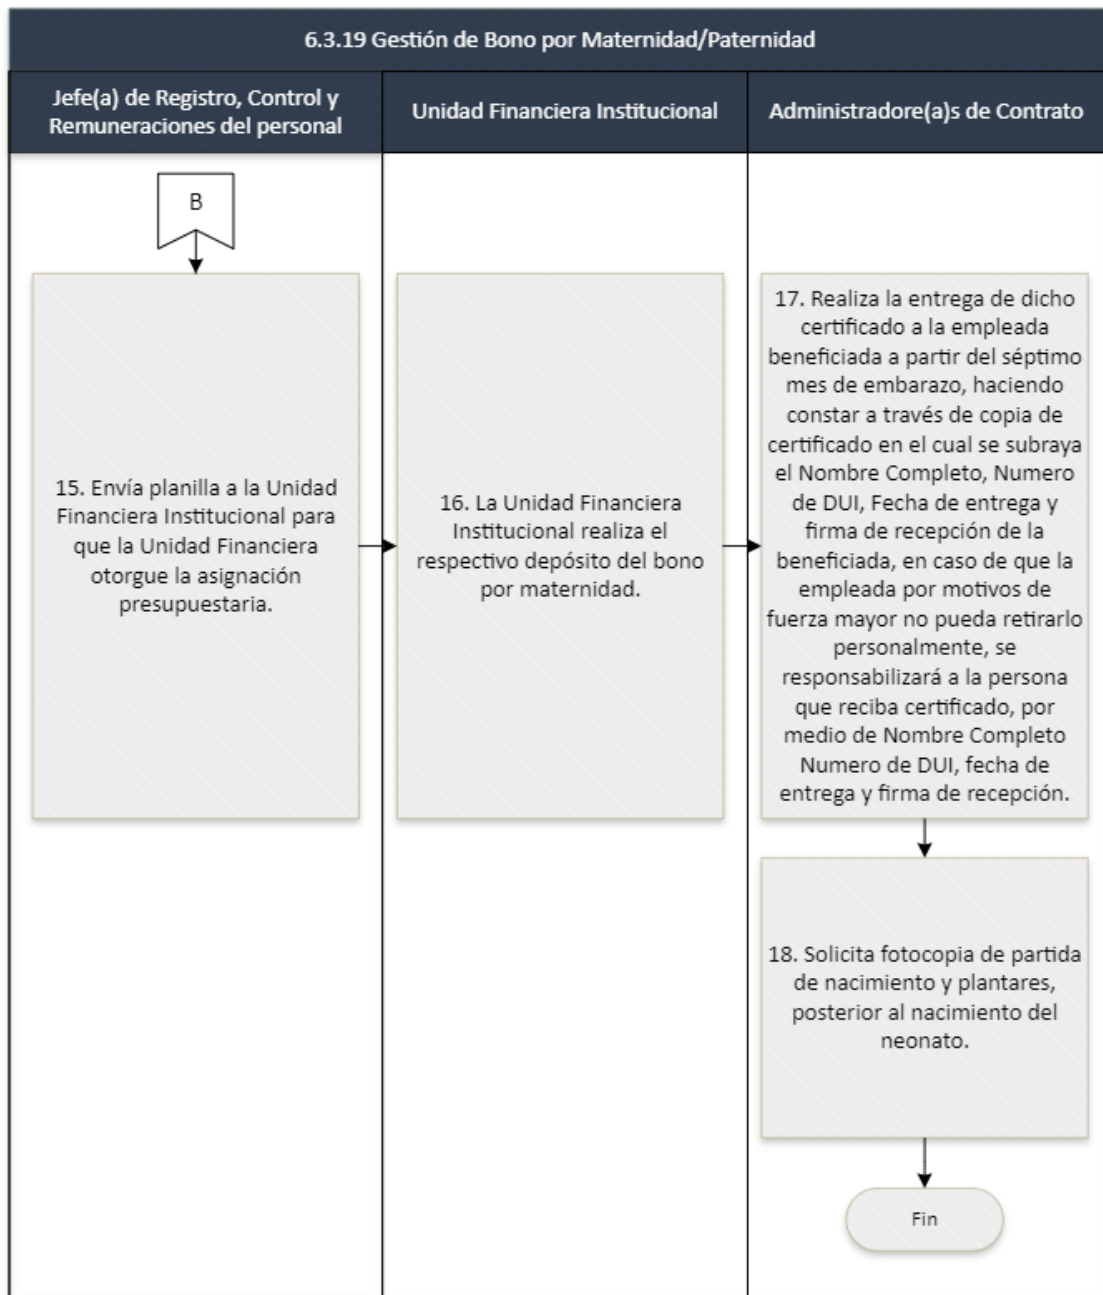 6.3.19 Gestión de Bono por Maternidad/Paternidad
Jefe(a) de Registro, Control y
Remuneraciones del personal
Unidad Financiera Institucional
Administradore(a)s de Contrato
B
15. Envía planilla a la Unidad
Financiera Institucional para
que la Unidad Financiera
otorgue la asignación
presupuestaria.
16. La Unidad Financiera
Institucional realiza el
respectivo depósito del bono
por maternidad.
17. Realiza la entrega de dicho
certificado a la empleada
beneficiada a partir del séptimo
mes de embarazo, haciendo
constar a través de copia de
certificado en el cual se subraya
el Nombre Completo, Numero
de DUI, Fecha de entrega y
firma de recepción de la
beneficiada, en caso de que la
empleada por motivos de
fuerza mayor no pueda retirarlo
personalmente, se
responsabilizará a la persona
que reciba certificado, por
medio de Nombre Completo
Numero de DUI, fecha de
entrega y firma de recepción.
18. Solicita fotocopia de partida
de nacimiento y plantares,
posterior al nacimiento del
neonato.
Fin